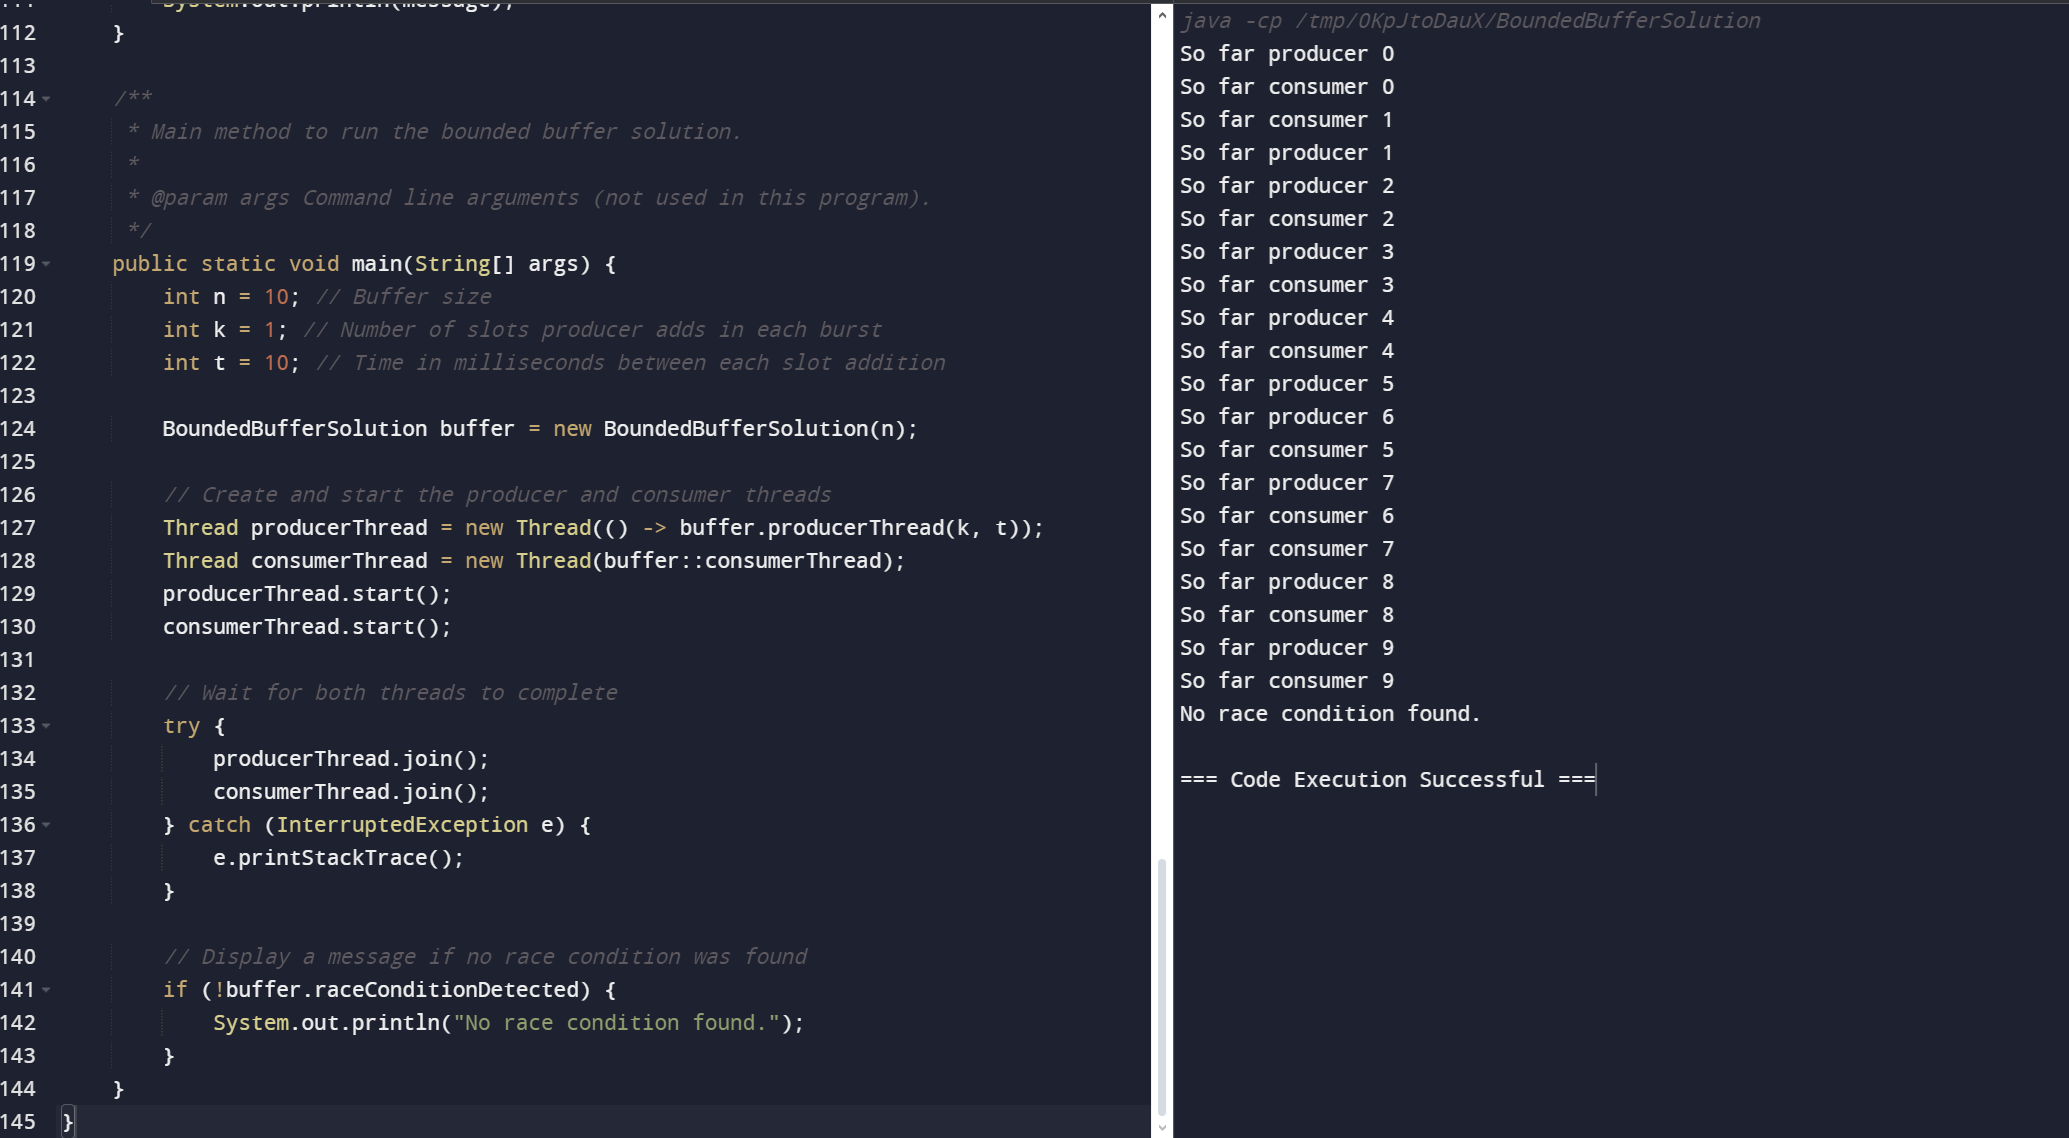 111 System.out.println(message);
112 }
113
114 /**
115 * Main method to run the bounded buffer solution.
116 *
117 * @param args Command line arguments (not used in this program).
118 */
119 public static void main(String[] args) {
120 int n = 10; // Buffer size
121 int k = 1; // Number of slots producer adds in each burst
122 int t = 10; // Time in milliseconds between each slot addition
123
124 BoundedBufferSolution buffer = new BoundedBufferSolution(n);
125
126 // Create and start the producer and consumer threads
127 Thread producerThread = new Thread(() -> buffer.producerThread(k, t));
128 Thread consumerThread = new Thread(buffer::consumerThread);
129 producerThread.start();
130 consumerThread.start();
131
132 // Wait for both threads to complete
133 try {
134 producerThread.join();
135 consumerThread.join();
136 } catch (InterruptedException e) {
137 e.printStackTrace();
138 }
139
140 // Display a message if no race condition was found
141 if (!buffer.raceConditionDetected) {
142 System.out.println("No race condition found.");
143 }
144 }
145 }
java -cp /tmp/OKpJtoDauX/BoundedBufferSolution
So far producer 0
So far consumer 0
So far consumer 1
So far producer 1
So far producer 2
So far consumer 2
So far producer 3
So far consumer 3
So far producer 4
So far consumer 4
So far producer 5
So far producer 6
So far consumer 5
So far producer 7
So far consumer 6
So far consumer 7
So far producer 8
So far consumer 8
So far producer 9
So far consumer 9
No race condition found.
=== Code Execution Successful ===